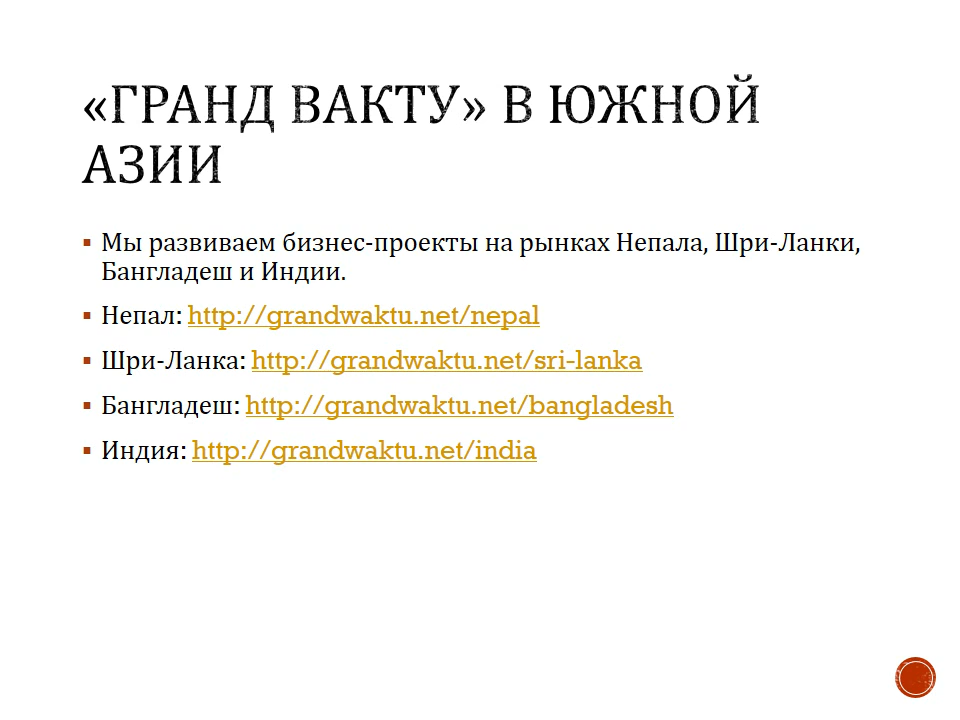 «ГРАНД ВАКТУ» В ЮЖНОЙ
АЗИИ
▪ Мы развиваем бизнес-проекты на рынках Непала, Шри-Ланки,
Бангладеш и Индии.
▪ Непал: http://grandwaktu.net/nepal
▪ Шри-Ланка: http://grandwaktu.net/sri-lanka
▪ Бангладеш: http://grandwaktu.net/bangladesh
▪ Индия: http://grandwaktu.net/india